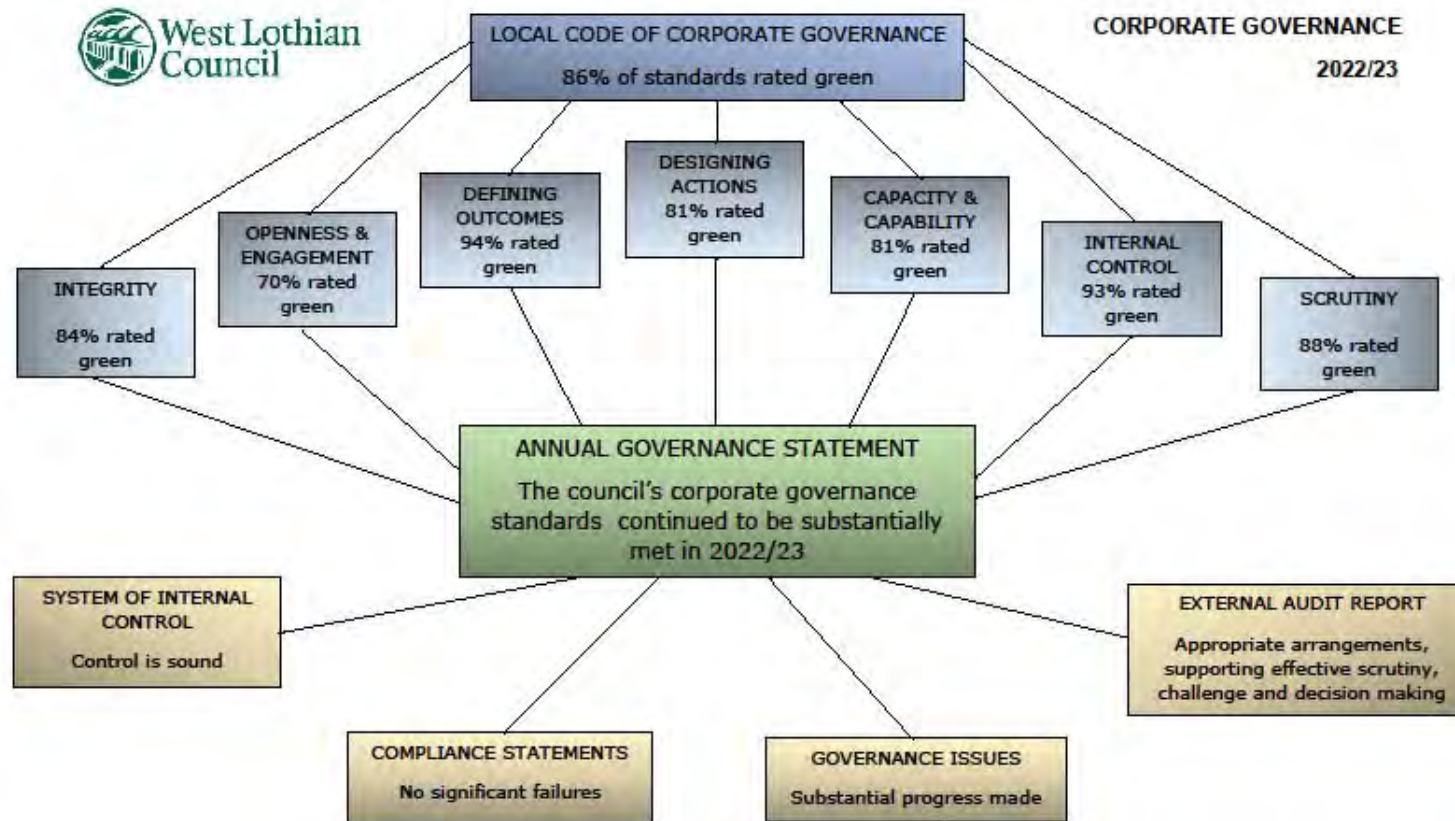 West Lothian
Council
LOCAL CODE OF CORPORATE GOVERNANCE
86% of standards rated green
CORPORATE GOVERNANCE
2022/23
INTEGRITY
84% rated
green
OPENNESS &
ENGAGEMENT
70% rated
green
DEFINING
OUTCOMES
94% rated
green
DESIGNING
ACTIONS
81% rated
green
CAPACITY &
CAPABILITY
81% rated
green
INTERNAL
CONTROL
93% rated
green
SCRUTINY
88% rated
green
ANNUAL GOVERNANCE STATEMENT
The council's corporate governance
standards continued to be substantially
met in 2022/23
SYSTEM OF INTERNAL
CONTROL
Control is sound
COMPLIANCE STATEMENTS
No significant failures
GOVERNANCE ISSUES
Substantial progress made
EXTERNAL AUDIT REPORT
Appropriate arrangements,
supporting effective scrutiny,
challenge and decision making